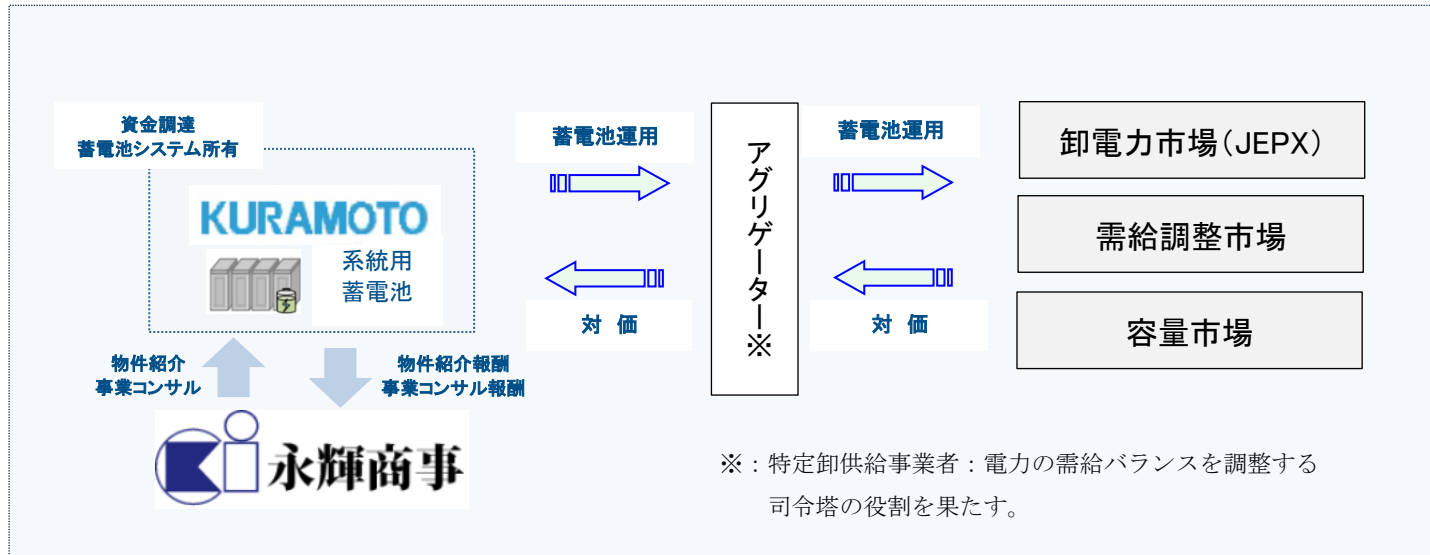 資金調達
蓄電池システム所有
KURAMOTO
系統用
蓄電池
物件紹介
事業コンサル
物件紹介報酬
事業コンサル報酬
永輝商事
蓄電池運用
対 価
アグリゲーター※
蓄電池運用
対 価
卸電力市場(JEPX)
需給調整市場
容量市場
※:特定卸供給事業者:電力の需給バランスを調整する
司令塔の役割を果たす。